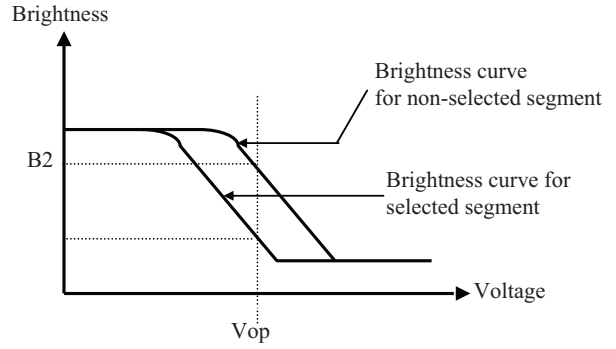 Brightness
Brightness curve
for non-selected segment
B2
Brightness curve for
selected segment
Voltage
Vop